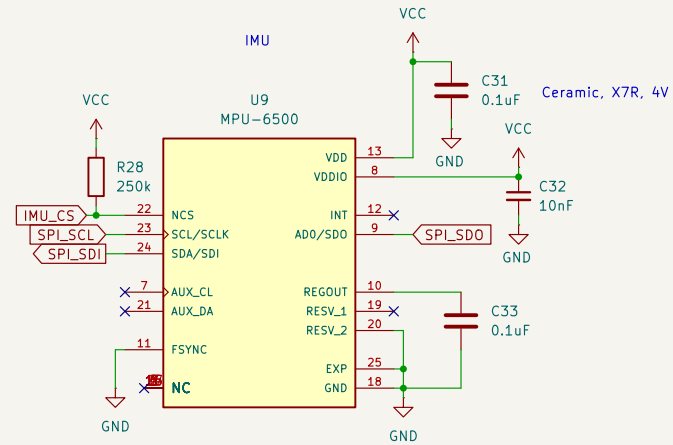 IMU
VCC
C31
0.1uF
Ceramic, X7R, 4V
U9
MPU-6500
VCC
R28
250k
VCC
C32
10nF
GND
GND
IMU_CS
SPI_SCL
SPI_SDI
22
23
24
7
21
11
NCS
SCL/SCLK
SDA/SDI
AUX_CL
AUX_DA
FSYNC
NC
VDD
VDDIO
INT
AD0/SDO
REGOUT
RESV_1
RESV_2
EXP
GND
13
8
12
9
10
19
20
25
18
SPI_SDO
C33
0.1uF
GND
GND